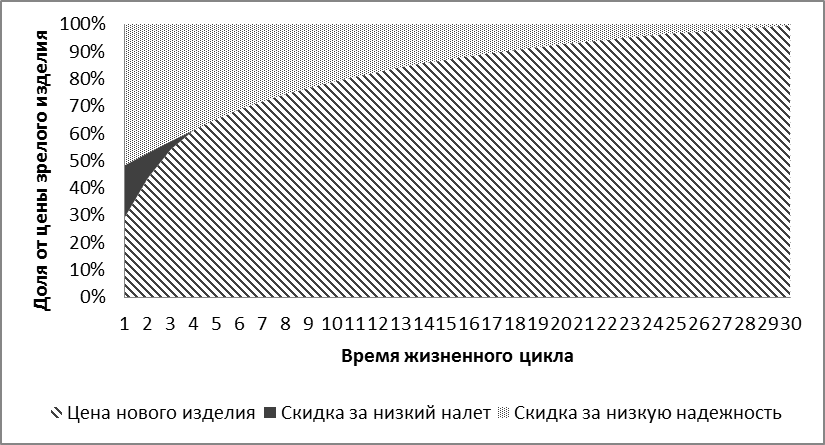 100%
90%
80%
70%
60%
50%
40%
30%
20%
10%
0%
Доля от цены зрелого изделия
1 2 3 4 5 6 7 8 9 10 11 12 13 14 15 16 17 18 19 20 21 22 23 24 25 26 27 28 29 30
Время жизненного цикла
Цена нового изделия Скидка за низкий налет Скидка за низкую надежность